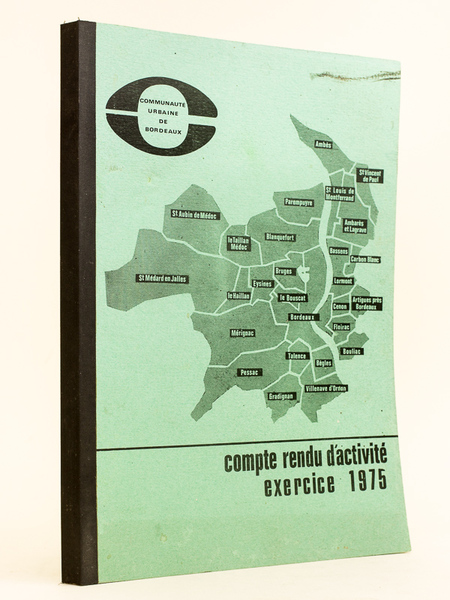 COMMUNAUTÉ
URBAINE
DE
BORDEAUX
Ambès
St Vincent
de Paul
St Louis de
Montferrand
Parempuyre
St Aubin de Médoc
Ambarès
et Lagrave
le Taillan
Médoc
Blanquefort
Bassens
Carbon Blanc
St Médard en Jalles
Bruges
Eysines
Lormont
le Haillan
le Bouscat
Cenon
Artigues près
Bordeaux
Bordeaux
Floirac
Mérignac
Bouliac
Talence
Bègles
Pessac
Villenave d'Ornon
Gradignan
compte rendu d'activité
exercice 1975